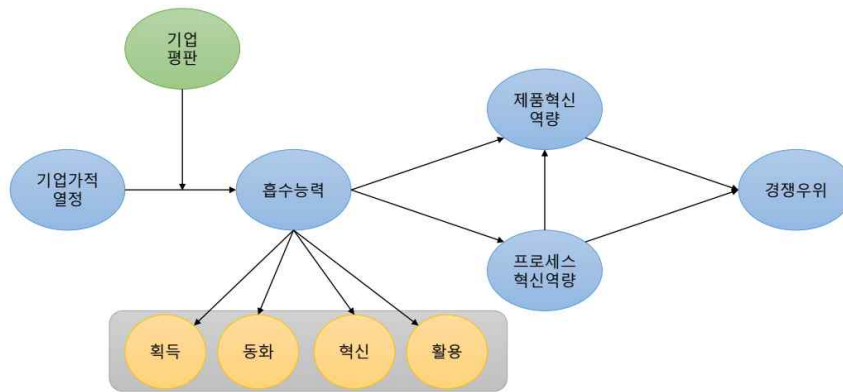 기업
평판
제품혁신
역량
기업가적
열정
흡수능력
경쟁우위
프로세스
혁신역량
획득
동화
혁신
활용